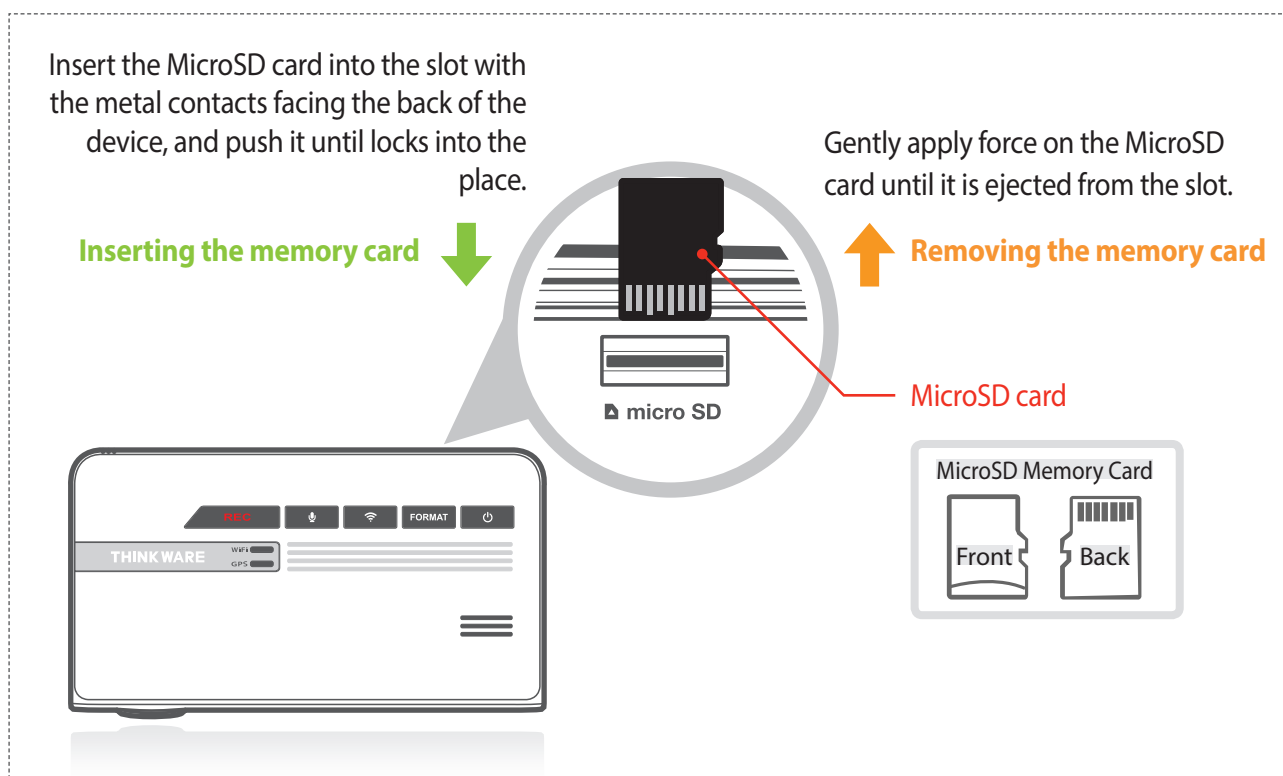 Insert the MicroSD card into the slot with
the metal contacts facing the back of the
device, and push it until locks into the
place.
Inserting the memory card
Gently apply force on the MicroSD
card until it is ejected from the slot.
Removing the memory card
micro SD
MicroSD card
MicroSD Memory Card
Front
Back
REC
FORMAT
THINKWARE
WiFi
GPS